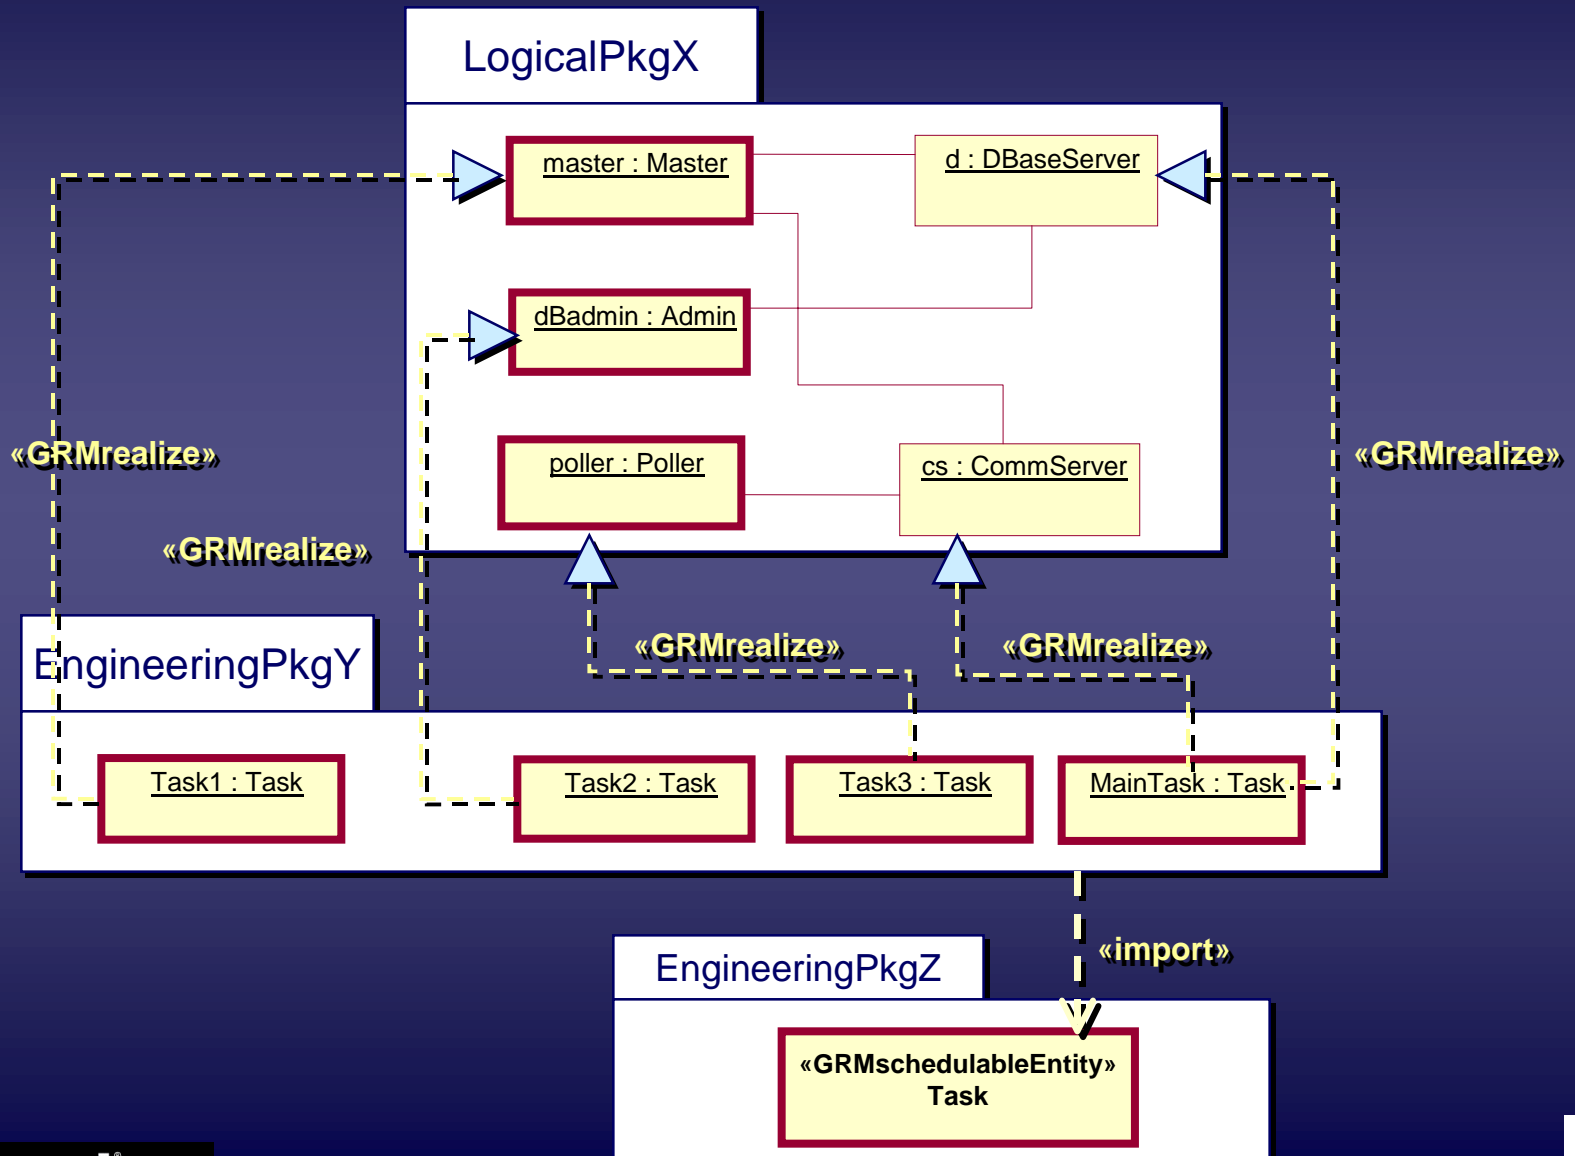 LogicalPkgX
master : Master
d : DBaseServer
dBadmin : Admin
«GRMrealize»
«GRMrealize»
poller : Poller
cs : CommServer
«GRMrealize»
«GRMrealize»
«GRMrealize»
EngineeringPkgY
Task1 : Task
Task2 : Task
Task3 : Task
MainTask : Task
«import»
EngineeringPkgZ
«GRMschedulableEntity»
Task
®